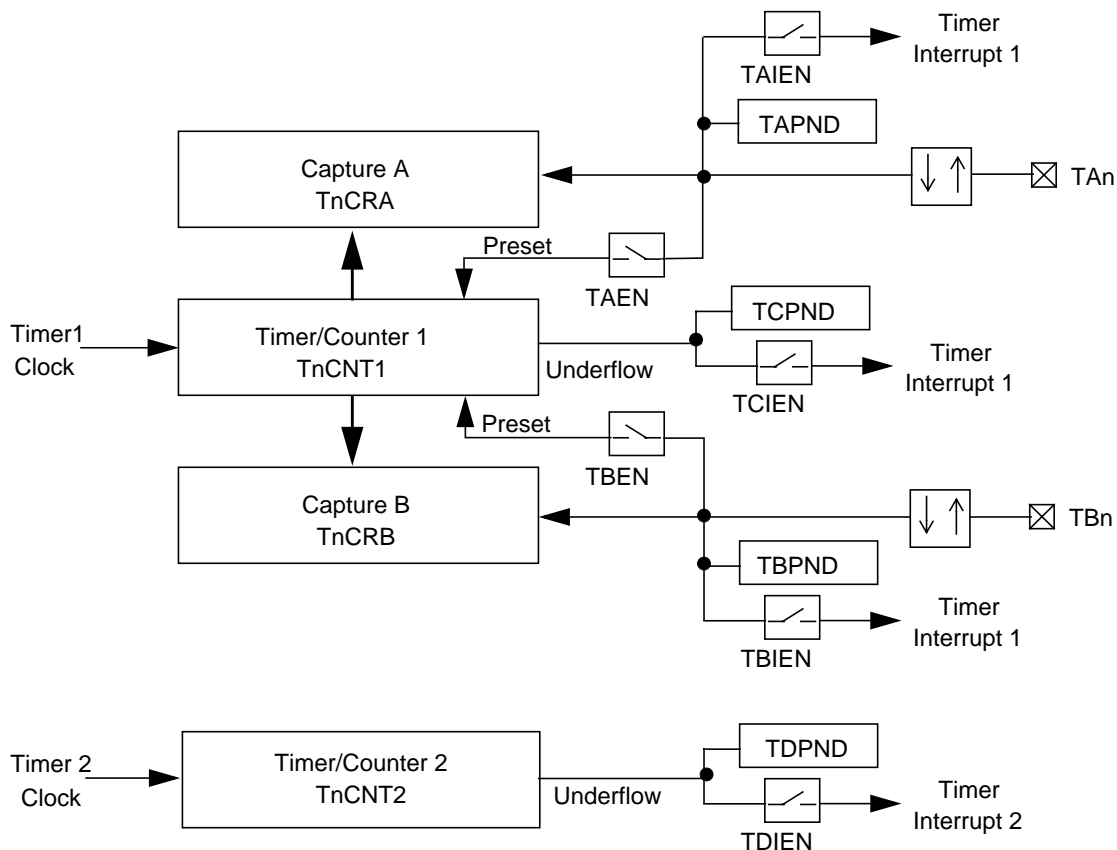 Timer
Interrupt 1
TAIEN
TAPND
Capture A
TnCRA
TAn
Preset
TAEN
TCPND
Timer1
Clock
Timer/Counter 1
TnCNT1
Underflow
Timer
Interrupt 1
TCIEN
Preset
TBEN
Capture B
TnCRB
TBn
TBPND
Timer
Interrupt 1
TBIEN
Timer 2
Clock
Timer/Counter 2
TnCNT2
Underflow
TDPND
Timer
Interrupt 2
TDIEN